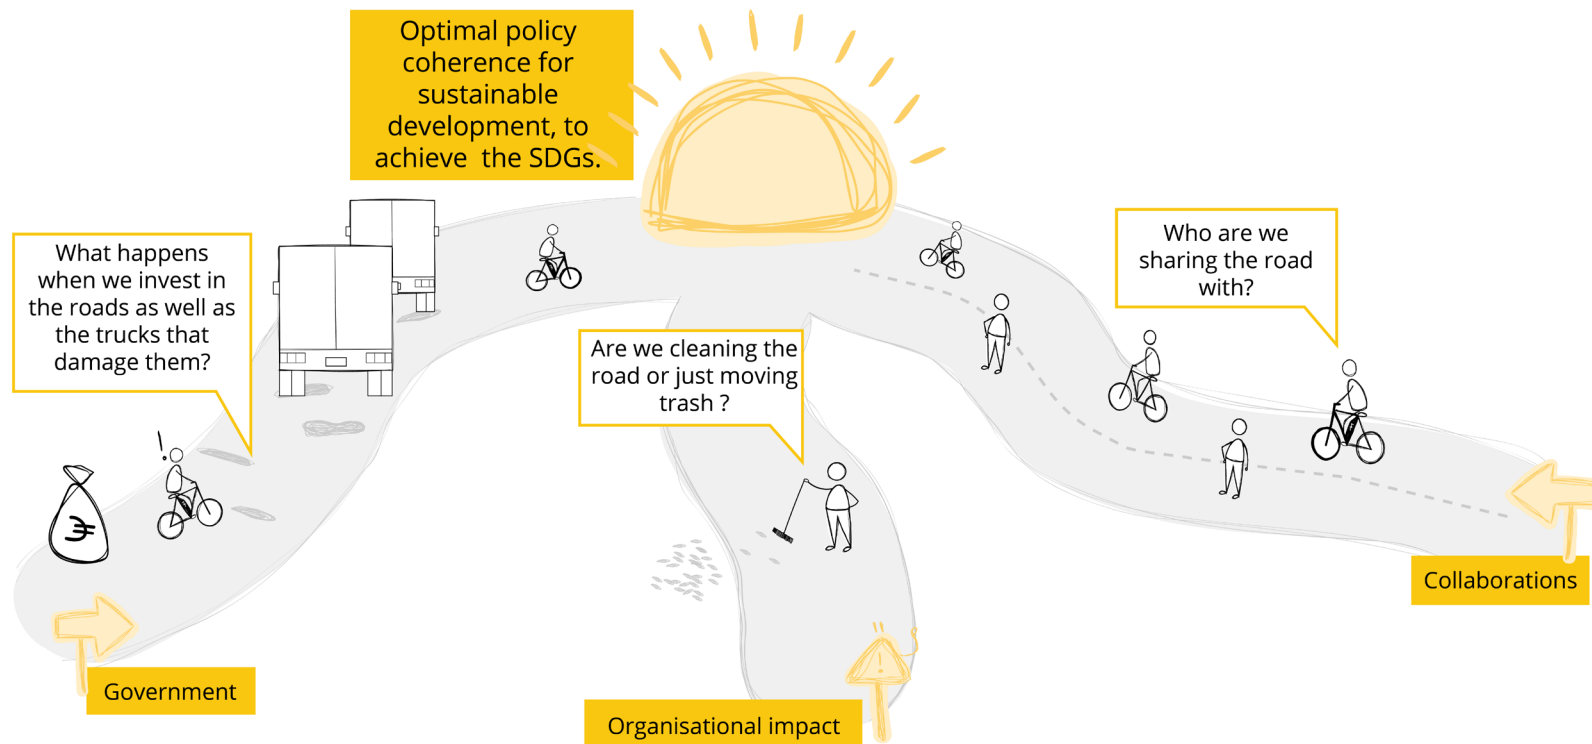 Optimal policy
coherence for
sustainable
development, to
achieve the SDGs.
What happens
when we invest in
the roads as well as
the trucks that
damage them?
Who are we
sharing the road
with?
Are we cleaning the
road or just moving
trash ?
!
!
Collaborations
Government
Organisational impact